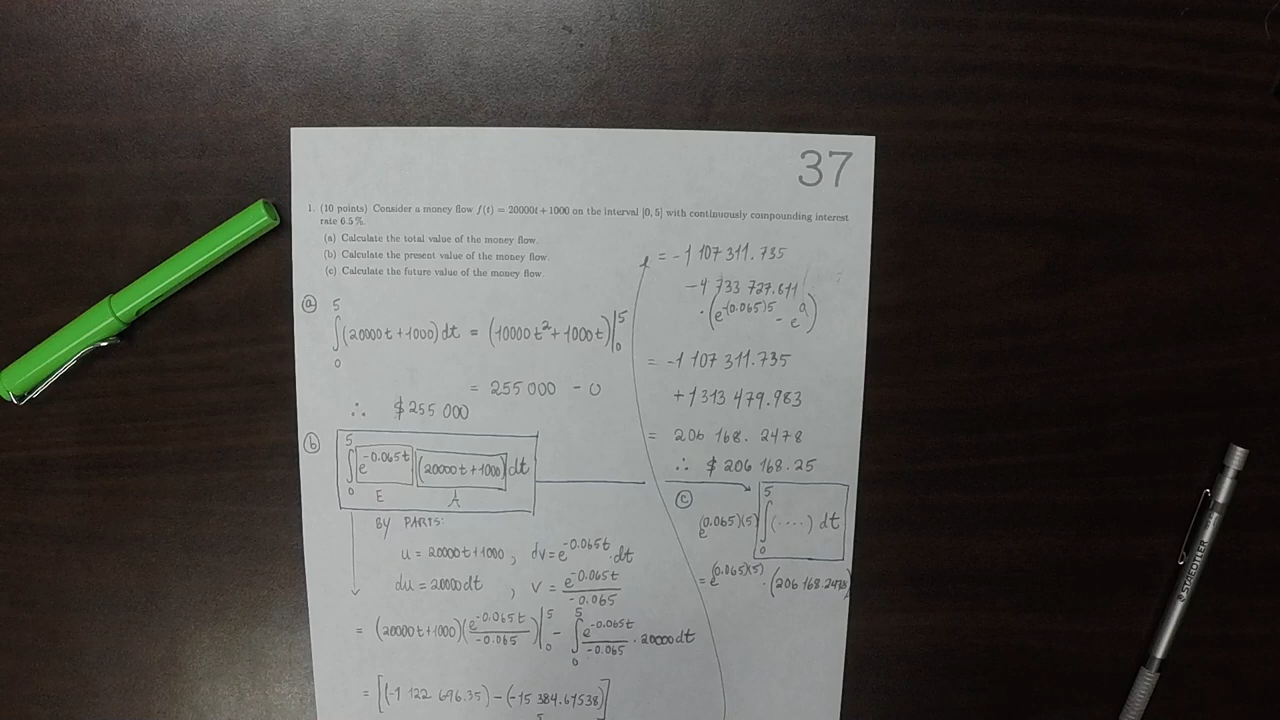 37
1. (10 points) Consider a money flow f(t) = 20000t + 1000 on the interval [0, 5] with continuously compounding interest
rate 6.5%.
(a) Calculate the total value of the money flow.
(b) Calculate the present value of the money flow.
(c) Calculate the future value of the money flow.
ⓐ ∫₀⁵ (20000t + 1000) dt = (10000t² + 1000t)|₀⁵
= 255 000 - 0
∴ $255 000
ⓑ ∫₀⁵ e^(-0.065t) (20000t + 1000) dt
E A
BY PARTS:
u = 20000t + 1000 , dv = e^(-0.065t) · dt
du = 20000dt , v = e^(-0.065t) / -0.065
= (20000t + 1000)(e^(-0.065t) / -0.065)|₀⁵ - ∫₀⁵ e^(-0.065t) / -0.065 · 20000dt
= [(-1 122 696.35) - (-15 384.61538)]
5
= -1 107 311.735
-4 733 727.811
· (e^(-(0.065)5) - e^0)
= -1 107 311.735
+ 1 313 479.983
= 206 168.2478
∴ $ 206 168.25
ⓒ e^((0.065)(5)) ∫₀⁵ (....) dt
= e^((0.065)(5)) · (206 168.2478)
STAEDTLER